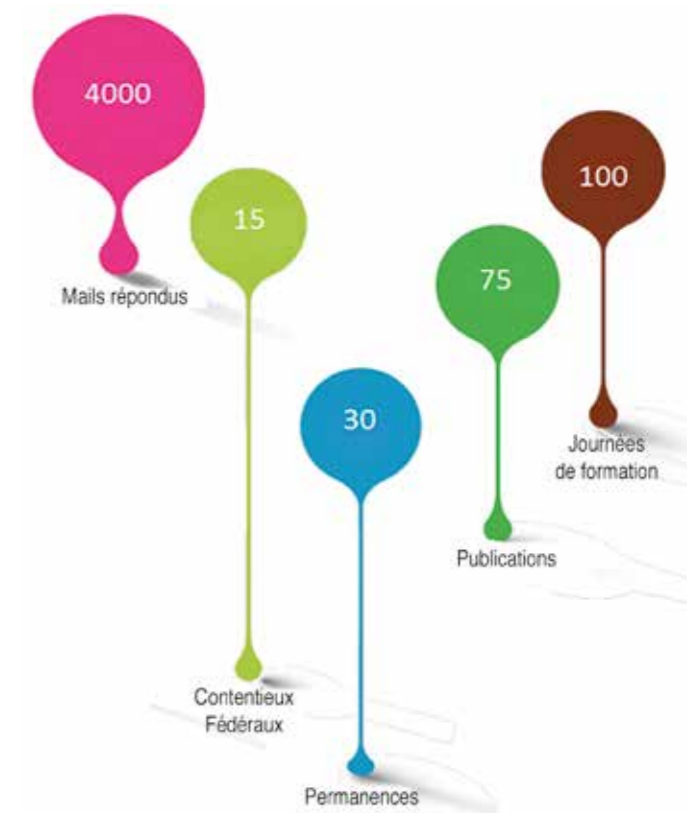 4000
Mails répondus
15
Contentieux
Fédéraux
30
Permanences
75
Publications
100
Journées
de formation